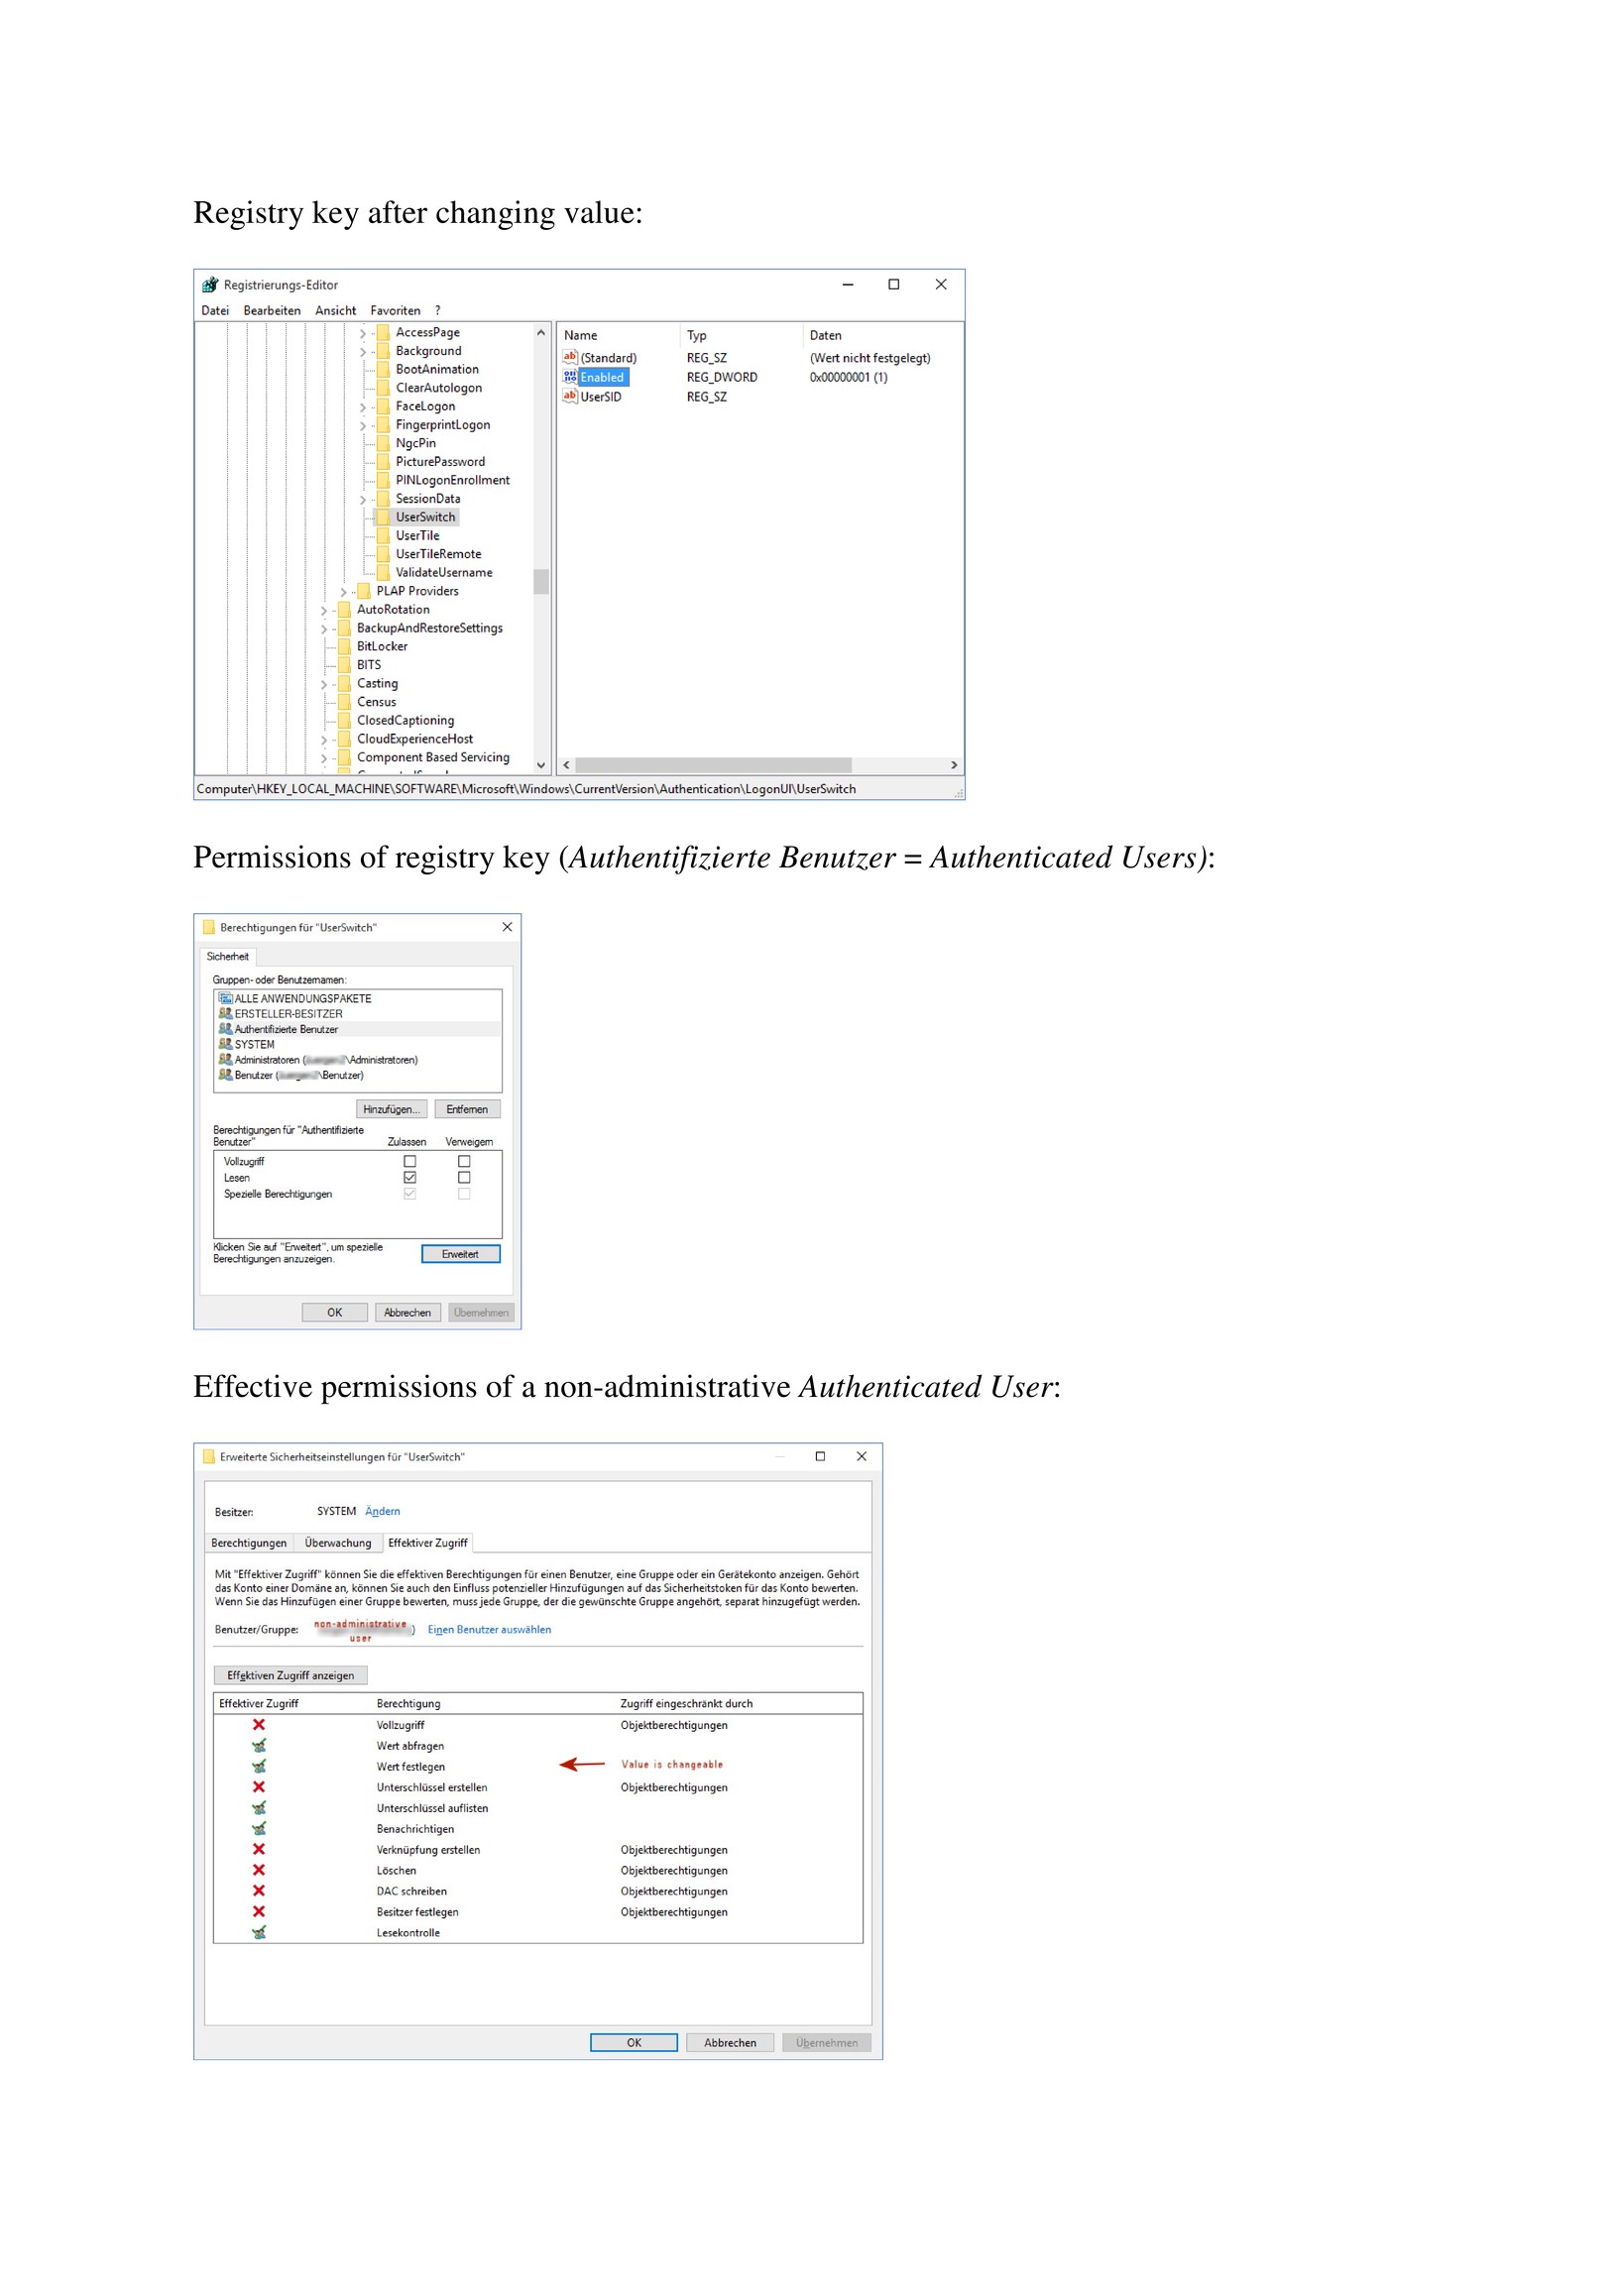 Registry key after changing value:
Registrierungs-Editor
Datei Bearbeiten Ansicht Favoriten ?
AccessPage
Background
BootAnimation
ClearAutologon
FaceLogon
FingerprintLogon
NgcPin
PicturePassword
PINLogonEnrollment
SessionData
UserSwitch
UserTile
UserTileRemote
ValidateUsername
PLAP Providers
AutoRotation
BackupAndRestoreSettings
BitLocker
BITS
Casting
Census
ClosedCaptioning
CloudExperienceHost
Component Based Servicing
Name Typ Daten
(Standard) REG_SZ (Wert nicht festgelegt)
Enabled REG_DWORD 0x00000001 (1)
UserSID REG_SZ
Computer\HKEY_LOCAL_MACHINE\SOFTWARE\Microsoft\Windows\CurrentVersion\Authentication\LogonUI\UserSwitch
Permissions of registry key (Authentifizierte Benutzer = Authenticated Users):
Berechtigungen für "UserSwitch"
Sicherheit
Gruppen- oder Benutzernamen:
ALLE ANWENDUNGSPAKETE
ERSTELLER-BESITZER
Authentifizierte Benutzer
SYSTEM
Administratoren ( \Administratoren)
Benutzer ( \Benutzer)
Hinzufügen... Entfernen
Berechtigungen für "Authentifizierte
Benutzer" Zulassen Verweigern
Vollzugriff
Lesen
Spezielle Berechtigungen
Klicken Sie auf "Erweitert", um spezielle
Berechtigungen anzuzeigen.
Erweitert
OK Abbrechen Übernehmen
Effective permissions of a non-administrative Authenticated User:
Erweiterte Sicherheitseinstellungen für "UserSwitch"
Besitzer: SYSTEM Ändern
Berechtigungen Überwachung Effektiver Zugriff
Mit "Effektiver Zugriff" können Sie die effektiven Berechtigungen für einen Benutzer, eine Gruppe oder ein Gerätekonto anzeigen. Gehört
das Konto einer Domäne an, können Sie auch den Einfluss potenzieller Hinzufügungen auf das Sicherheitstoken für das Konto bewerten.
Wenn Sie das Hinzufügen einer Gruppe bewerten, muss jede Gruppe, der die gewünschte Gruppe angehört, separat hinzugefügt werden.
Benutzer/Gruppe: non-administrative user ) Einen Benutzer auswählen
Effektiven Zugriff anzeigen
Effektiver Zugriff Berechtigung Zugriff eingeschränkt durch
Vollzugriff Objektberechtigungen
Wert abfragen
Wert festlegen Value is changeable
Unterschlüssel erstellen Objektberechtigungen
Unterschlüssel auflisten
Benachrichtigen
Verknüpfung erstellen Objektberechtigungen
Löschen Objektberechtigungen
DAC schreiben Objektberechtigungen
Besitzer festlegen Objektberechtigungen
Lesekontrolle
OK Abbrechen Übernehmen